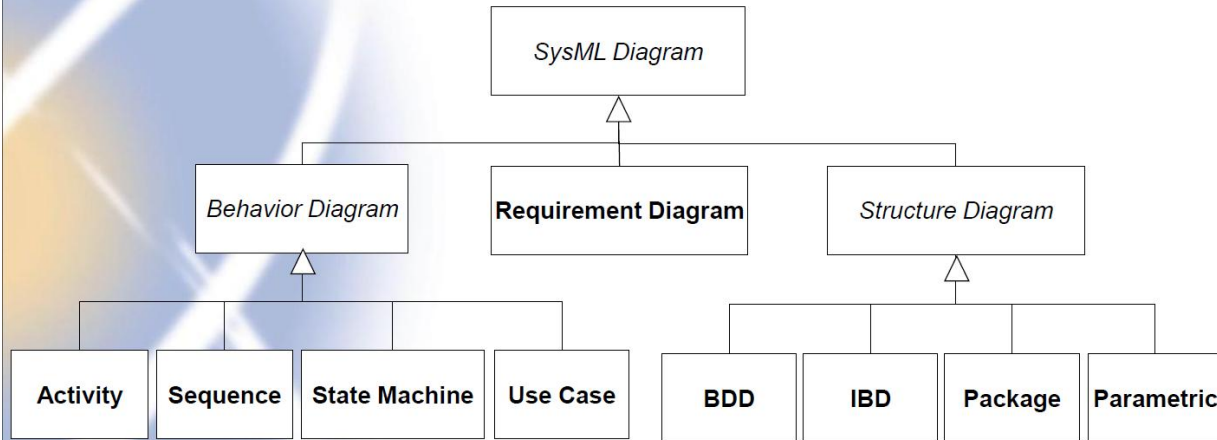 SysML Diagram
Behavior Diagram
Requirement Diagram
Structure Diagram
Activity
Sequence
State Machine
Use Case
BDD
IBD
Package
Parametric